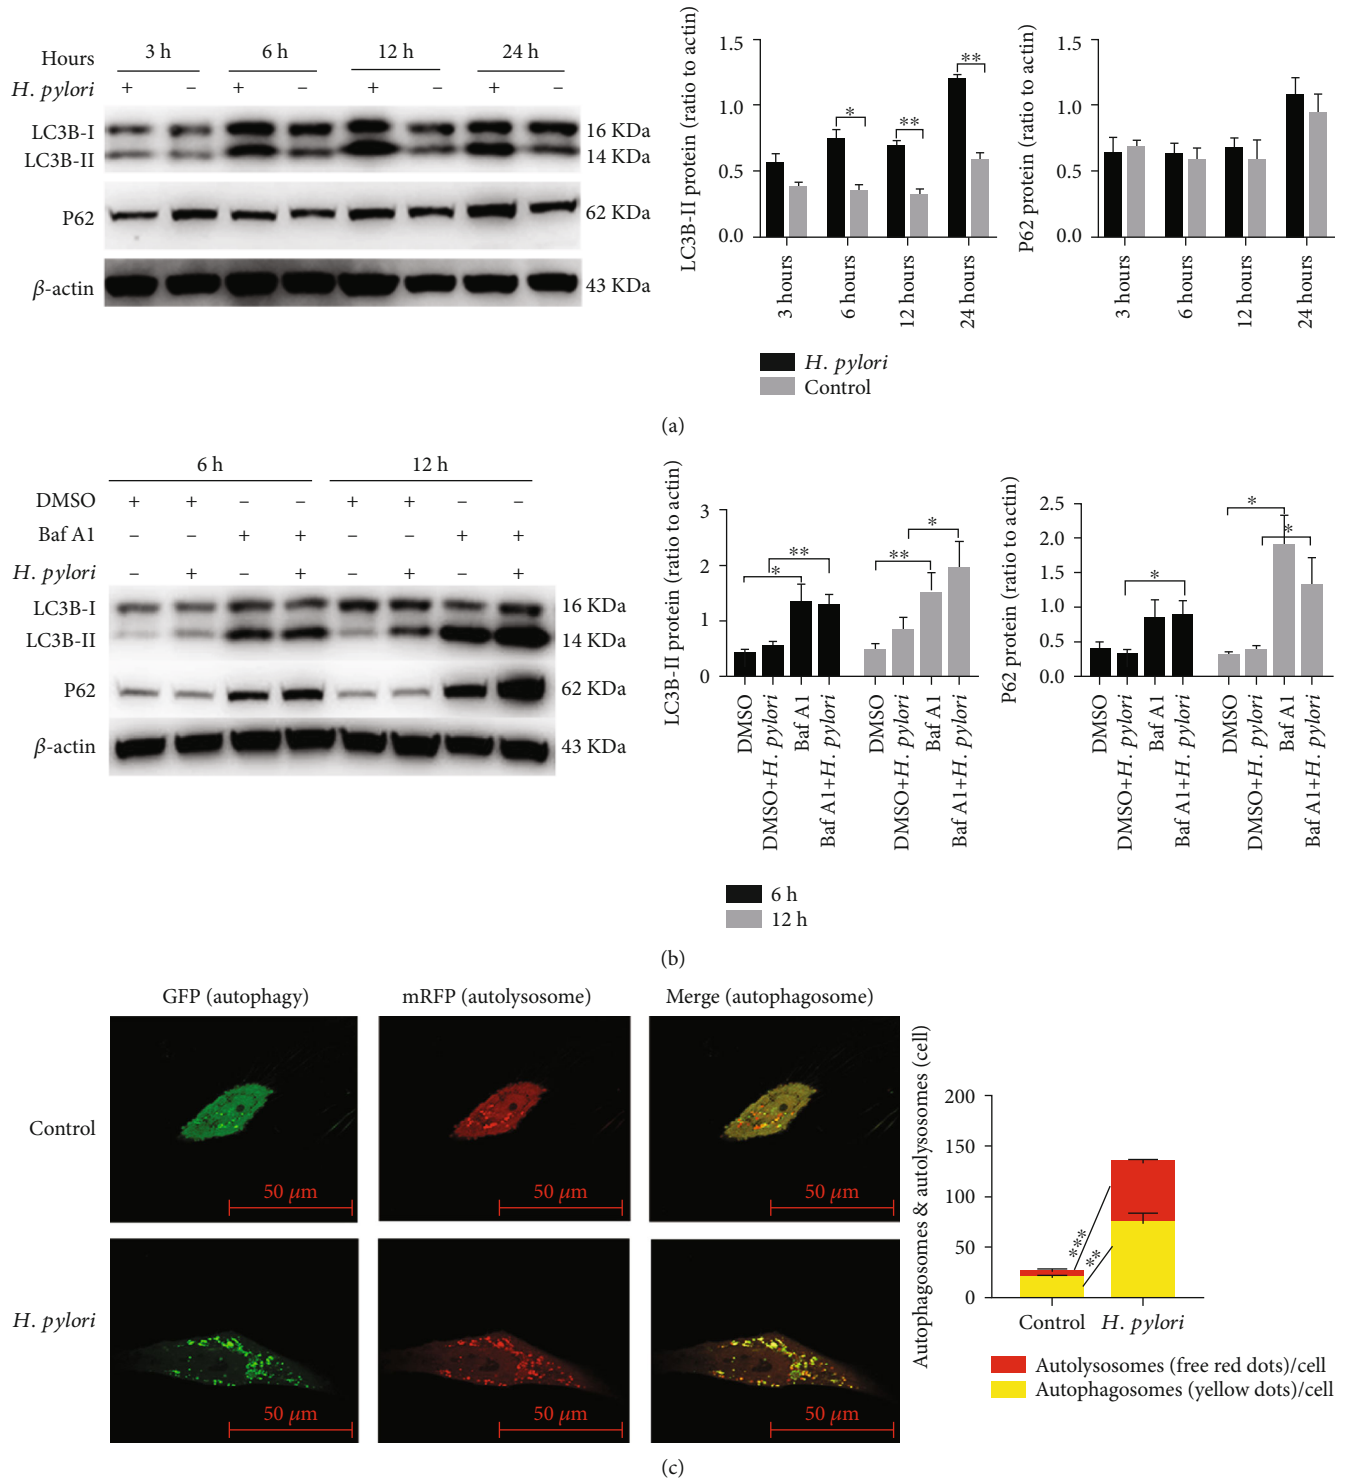 Hours 3 h 6 h 12 h 24 h
H. pylori + − + − + − + −
LC3B-I 16 KDa
LC3B-II 14 KDa
P62 62 KDa
β-actin 43 KDa
LC3B-II protein (ratio to actin)
1.5
1.0
0.5
0.0
* ** **
3 hours 6 hours 12 hours 24 hours
P62 protein (ratio to actin)
1.5
1.0
0.5
0.0
3 hours 6 hours 12 hours 24 hours
H. pylori
Control
(a)
6 h 12 h
DMSO + + − − + + − −
Baf A1 − − + + − − + +
H. pylori − + − + − + − +
LC3B-I 16 KDa
LC3B-II 14 KDa
P62 62 KDa
β-actin 43 KDa
LC3B-II protein (ratio to actin)
3
2
1
0
* ** ** *
DMSO DMSO+H. pylori Baf A1 Baf A1+H. pylori DMSO DMSO+H. pylori Baf A1 Baf A1+H. pylori
P62 protein (ratio to actin)
2.5
2.0
1.5
1.0
0.5
0.0
* * *
DMSO DMSO+H. pylori Baf A1 Baf A1+H. pylori DMSO DMSO+H. pylori Baf A1 Baf A1+H. pylori
6 h
12 h
(b)
GFP (autophagy) mRFP (autolysosome) Merge (autophagosome)
Control
50 μm 50 μm 50 μm
H. pylori
50 μm 50 μm 50 μm
Autophagosomes & autolysosomes (cell)
200
150
100
50
0
*** **
Control H. pylori
Autolysosomes (free red dots)/cell
Autophagosomes (yellow dots)/cell
(c)